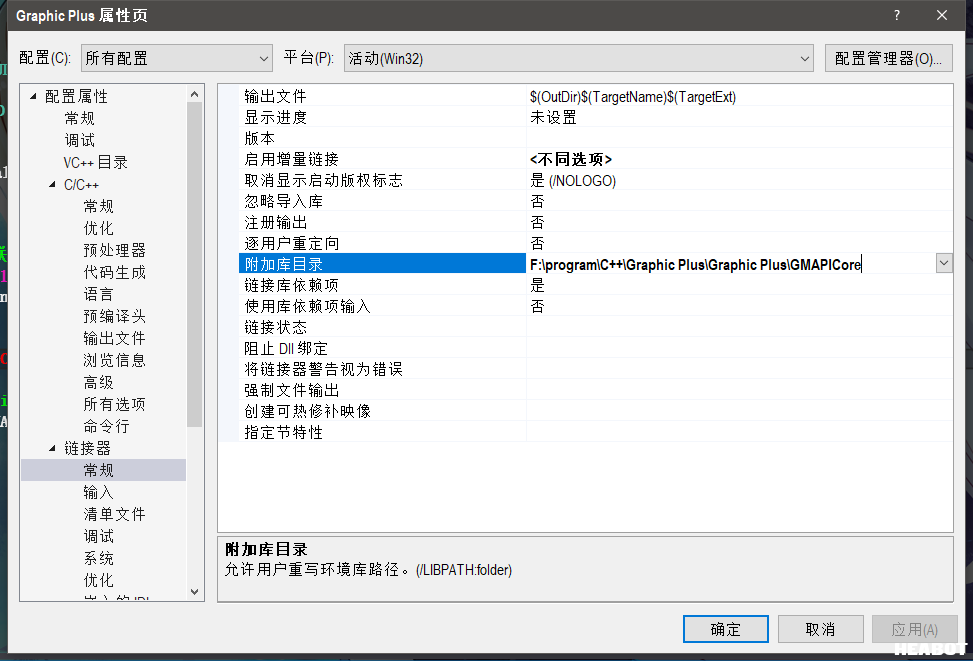 Graphic Plus 属性页
?
配置(C): 所有配置 平台(P): 活动(Win32) 配置管理器(O)...
配置属性
常规
调试
VC++ 目录
C/C++
常规
优化
预处理器
代码生成
语言
预编译头
输出文件
浏览信息
高级
所有选项
命令行
链接器
常规
输入
清单文件
调试
系统
优化
输出文件 $(OutDir)$(TargetName)$(TargetExt)
显示进度 未设置
版本
启用增量链接 <不同选项>
取消显示启动版权标志 是 (/NOLOGO)
忽略导入库 否
注册输出 否
逐用户重定向 否
附加库目录 F:\program\C++\Graphic Plus\Graphic Plus\GMAPICore
链接库依赖项 是
使用库依赖项输入 否
链接状态
阻止 Dll 绑定
将链接器警告视为错误
强制文件输出
创建可热修补映像
指定节特性
附加库目录
允许用户重写环境库路径。(/LIBPATH:folder)
确定 取消 应用(A)